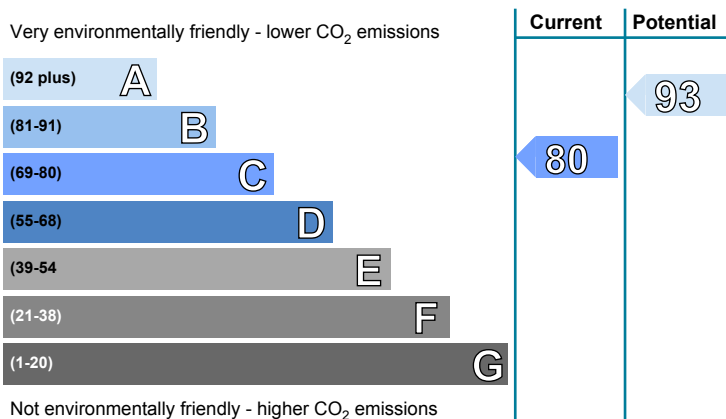 Very environmentally friendly - lower CO2 emissions
Current
Potential
(92 plus) A
(81-91) B
(69-80) C
(55-68) D
(39-54 E
(21-38) F
(1-20) G
80
93
Not environmentally friendly - higher CO2 emissions